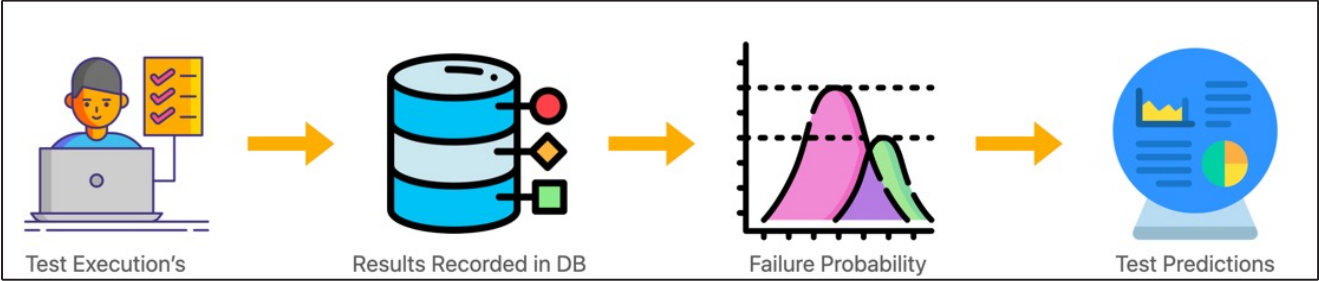 Test Execution's
Results Recorded in DB
Failure Probability
Test Predictions